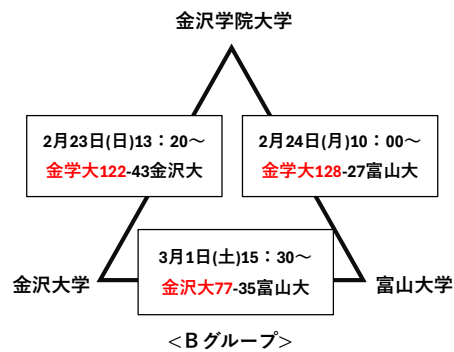 金沢学院大学
2月23日(日)13：20～
金学大122-43金沢大
2月24日(月)10：00～
金学大128-27富山大
3月1日(土)15：30～
金沢大77-35富山大
金沢大学
富山大学
<Ｂグループ>